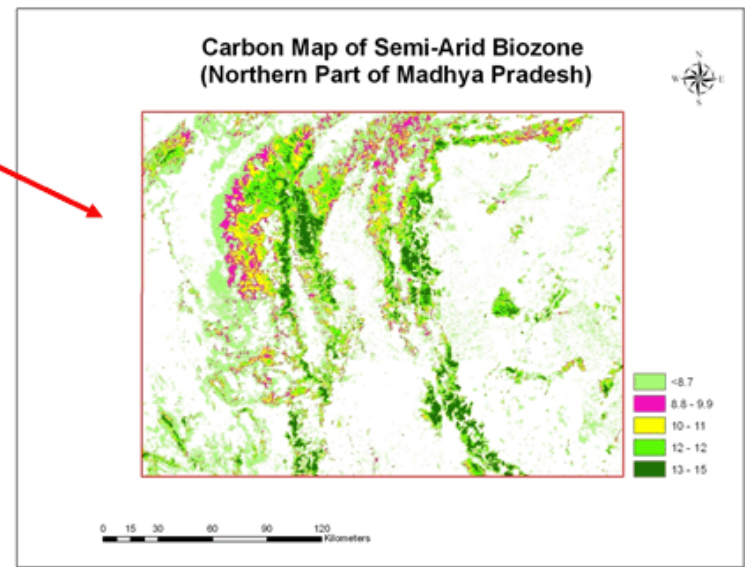 Carbon Map of Semi-Arid Biozone
(Northern Part of Madhya Pradesh)
N
W E
S
<8.7
8.8 - 9.9
10 - 11
12 - 12
13 - 15
0 15 30 60 90 120
Kilometers